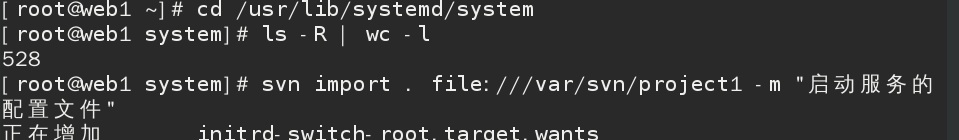 [root@web1 ~]# cd /usr/lib/systemd/system
[root@web1 system]# ls -R | wc -l
528
[root@web1 system]# svn import . file:///var/svn/project1 -m "启动服务的
配置文件"
正在增加 initrd-switch-root.target.wants